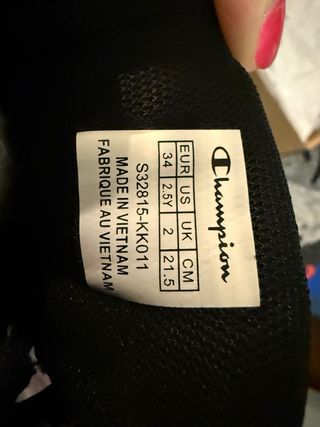 Champion
EUR US UK CM
34 2.5Y 2 21.5
S32815-KK011
MADE IN VIETNAM
FABRIQUE AU VIETNAM